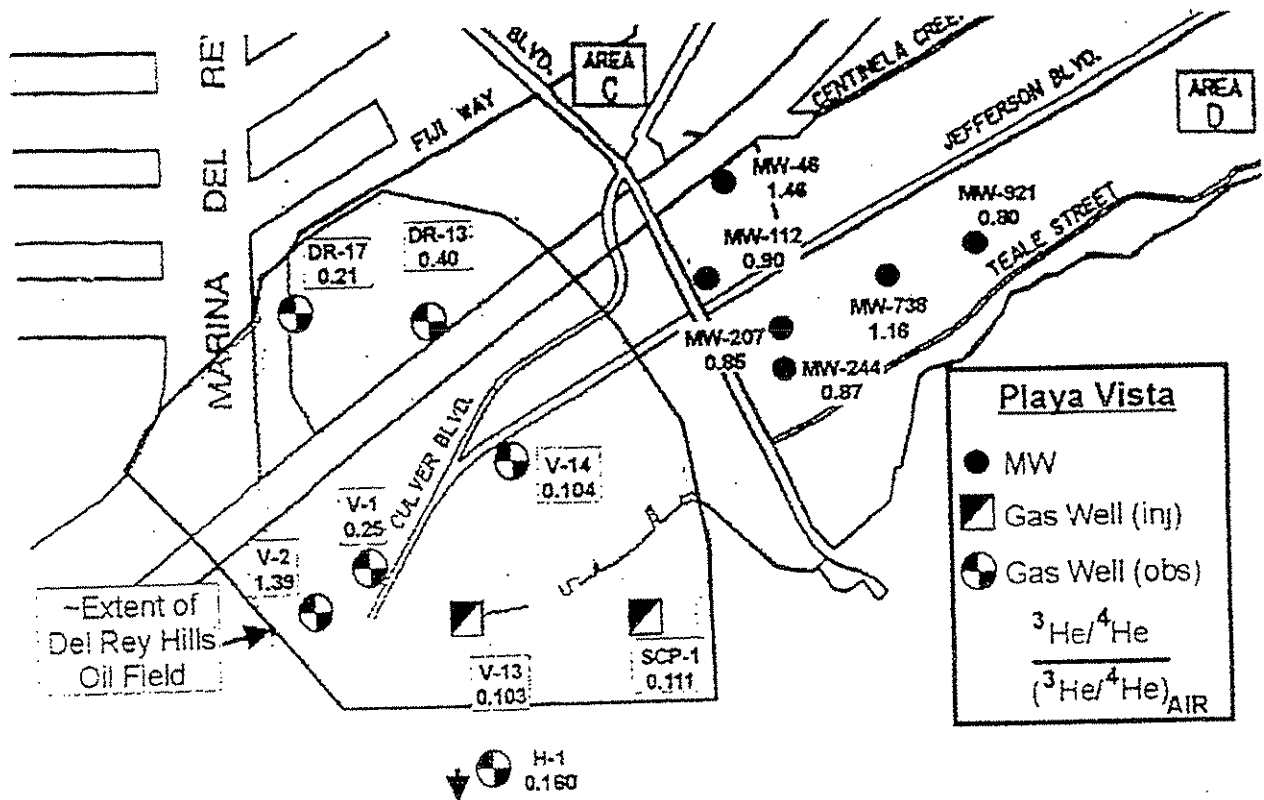 BLVD.
AREA
C
CENTINELA CREEK
JEFFERSON BLVD.
AREA
D
MARINA DEL RE
FIJI WAY
MW-46
1.46
MW-921
0.80
TEALE STREET
DR-17
0.21
DR-13
0.40
MW-112
0.90
MW-738
1.16
MW-207
0.85
MW-244
0.87
CULVER BLVD.
V-14
0.104
V-1
0.25
V-2
1.39
~Extent of
Del Rey Hills
Oil Field
V-13
0.103
SCP-1
0.111
H-1
0.160
Playa Vista
MW
Gas Well (inj)
Gas Well (obs)
³He/⁴He
(³He/⁴He)AIR